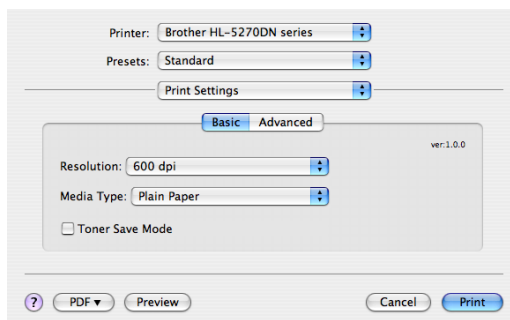 Printer: Brother HL-5270DN series
Presets: Standard
Print Settings
Basic Advanced
ver:1.0.0
Resolution: 600 dpi
Media Type: Plain Paper
Toner Save Mode
? PDF▼ Preview Cancel Print